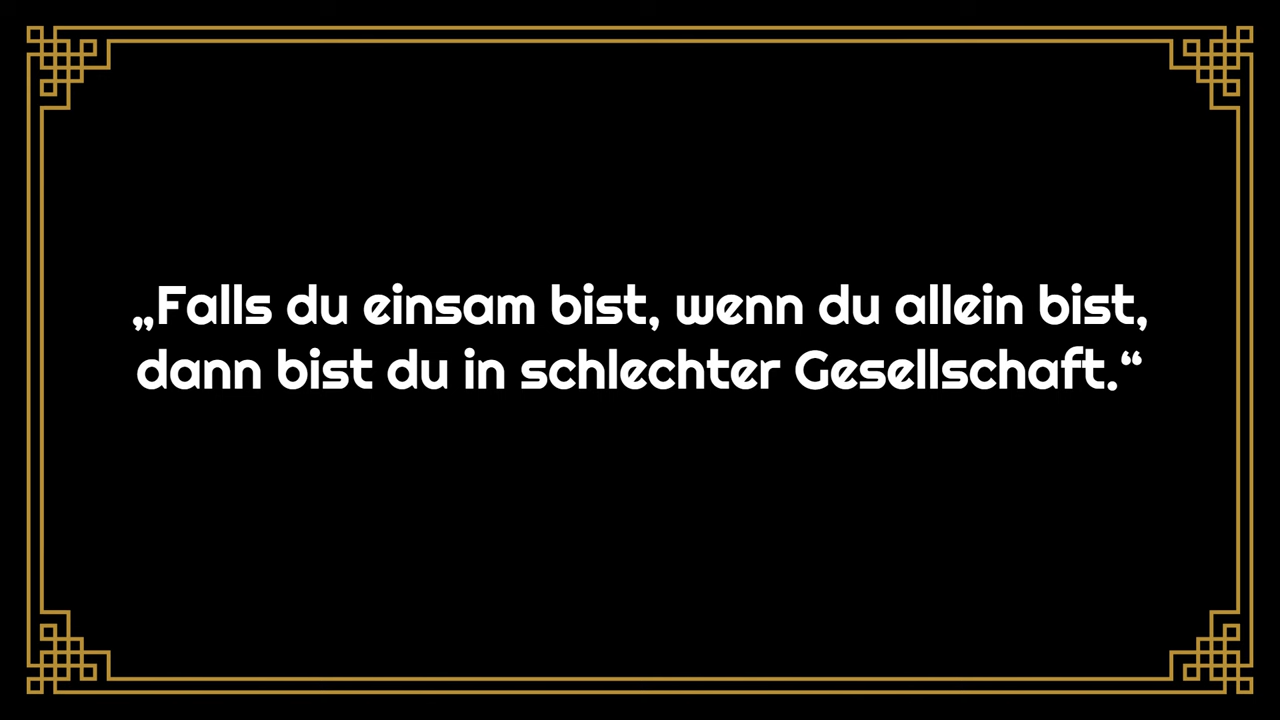 „Falls du einsam bist, wenn du allein bist,
dann bist du in schlechter Gesellschaft.“